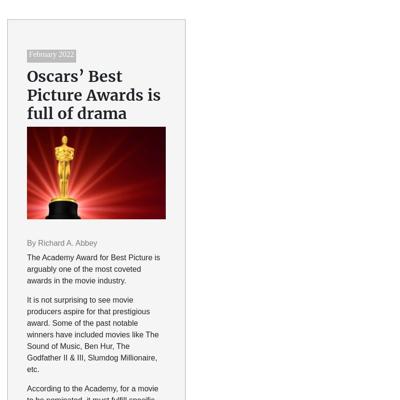 February 2022
Oscars’ Best
Picture Awards is
full of drama
By Richard A. Abbey
The Academy Award for Best Picture is
arguably one of the most coveted
awards in the movie industry.
It is not surprising to see movie
producers aspire for that prestigious
award. Some of the past notable
winners have included movies like The
Sound of Music, Ben Hur, The
Godfather II & III, Slumdog Millionaire,
etc.
According to the Academy, for a movie
to be nominated, it must fulfill specific